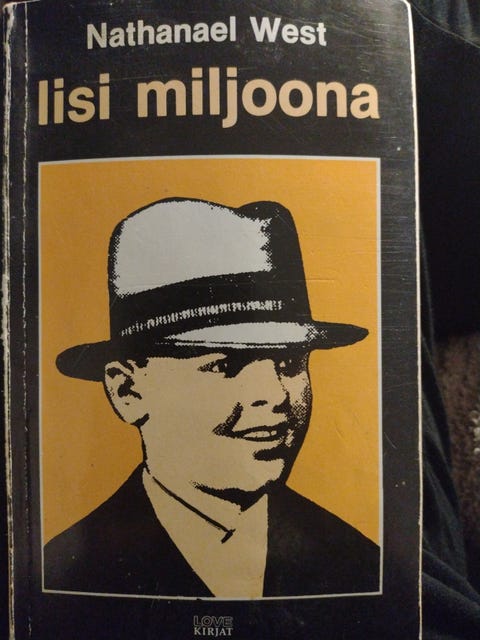 Nathanael West
Iisi miljoona
LOVE
KIRJAT